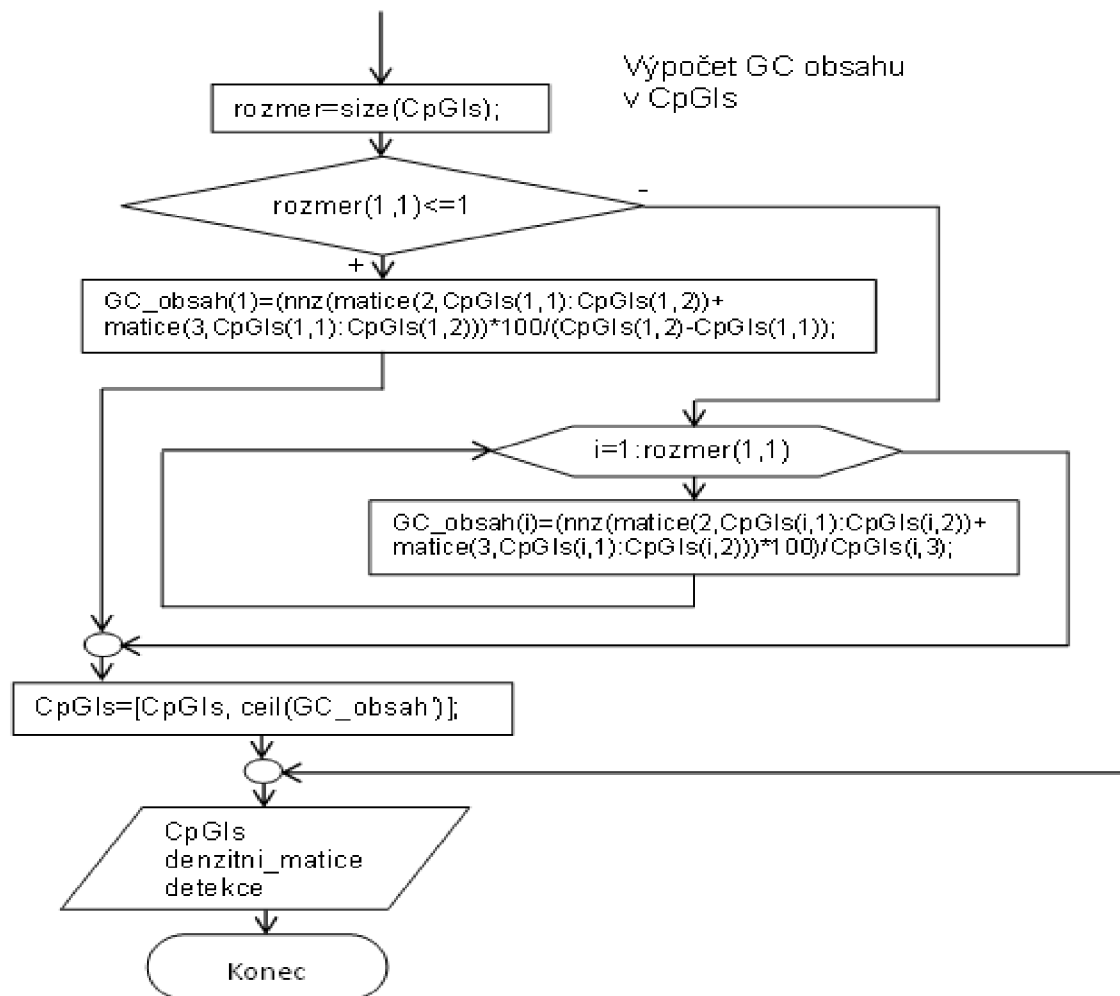 Výpočet GC obsahu
v CpGIs
rozmer=size(CpGIs);
rozmer(1,1)<=1
-
+
GC_obsah(1)=(nnz(matice(2,CpGIs(1,1):CpGIs(1,2))+
matice(3,CpGIs(1,1):CpGIs(1,2)))*100/(CpGIs(1,2)-CpGIs(1,1));
i=1:rozmer(1,1)
GC_obsah(i)=(nnz(matice(2,CpGIs(i,1):CpGIs(i,2))+
matice(3,CpGIs(i,1):CpGIs(i,2)))*100)/CpGIs(i,3);
CpGIs=[CpGIs, ceil(GC_obsah')];
CpGIs
denzitni_matice
detekce
Konec